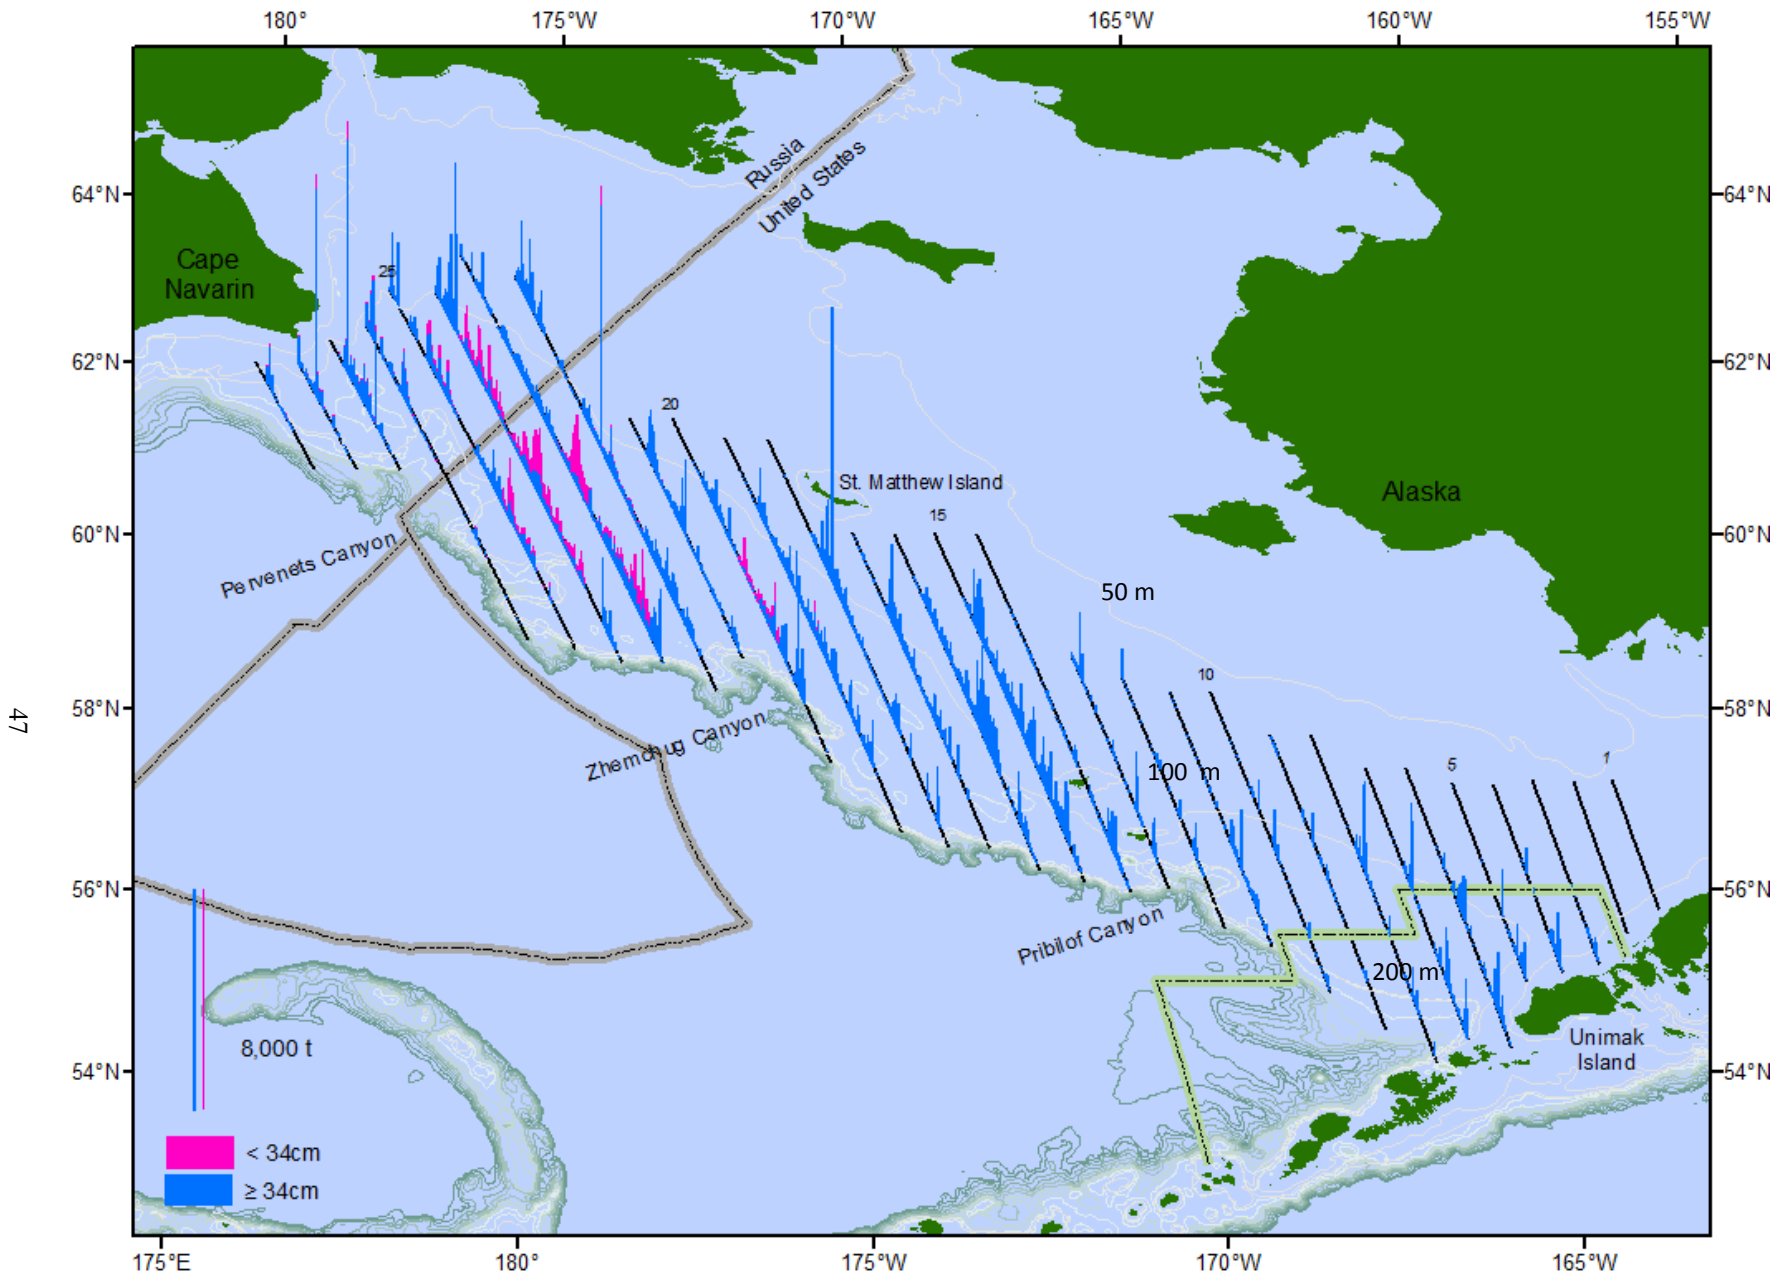 180°
175°W
170°W
165°W
160°W
155°W
Russia
United States
64°N
64°N
Cape
Navarin
25
62°N
62°N
20
St. Matthew Island
15
Alaska
60°N
60°N
Pervenets Canyon
50 m
10
58°N
58°N
47
Zhemchug Canyon
100 m
5
1
56°N
56°N
Pribilof Canyon
200 m
8,000 t
Unimak
Island
54°N
54°N
< 34cm
≥ 34cm
175°E
180°
175°W
170°W
165°W